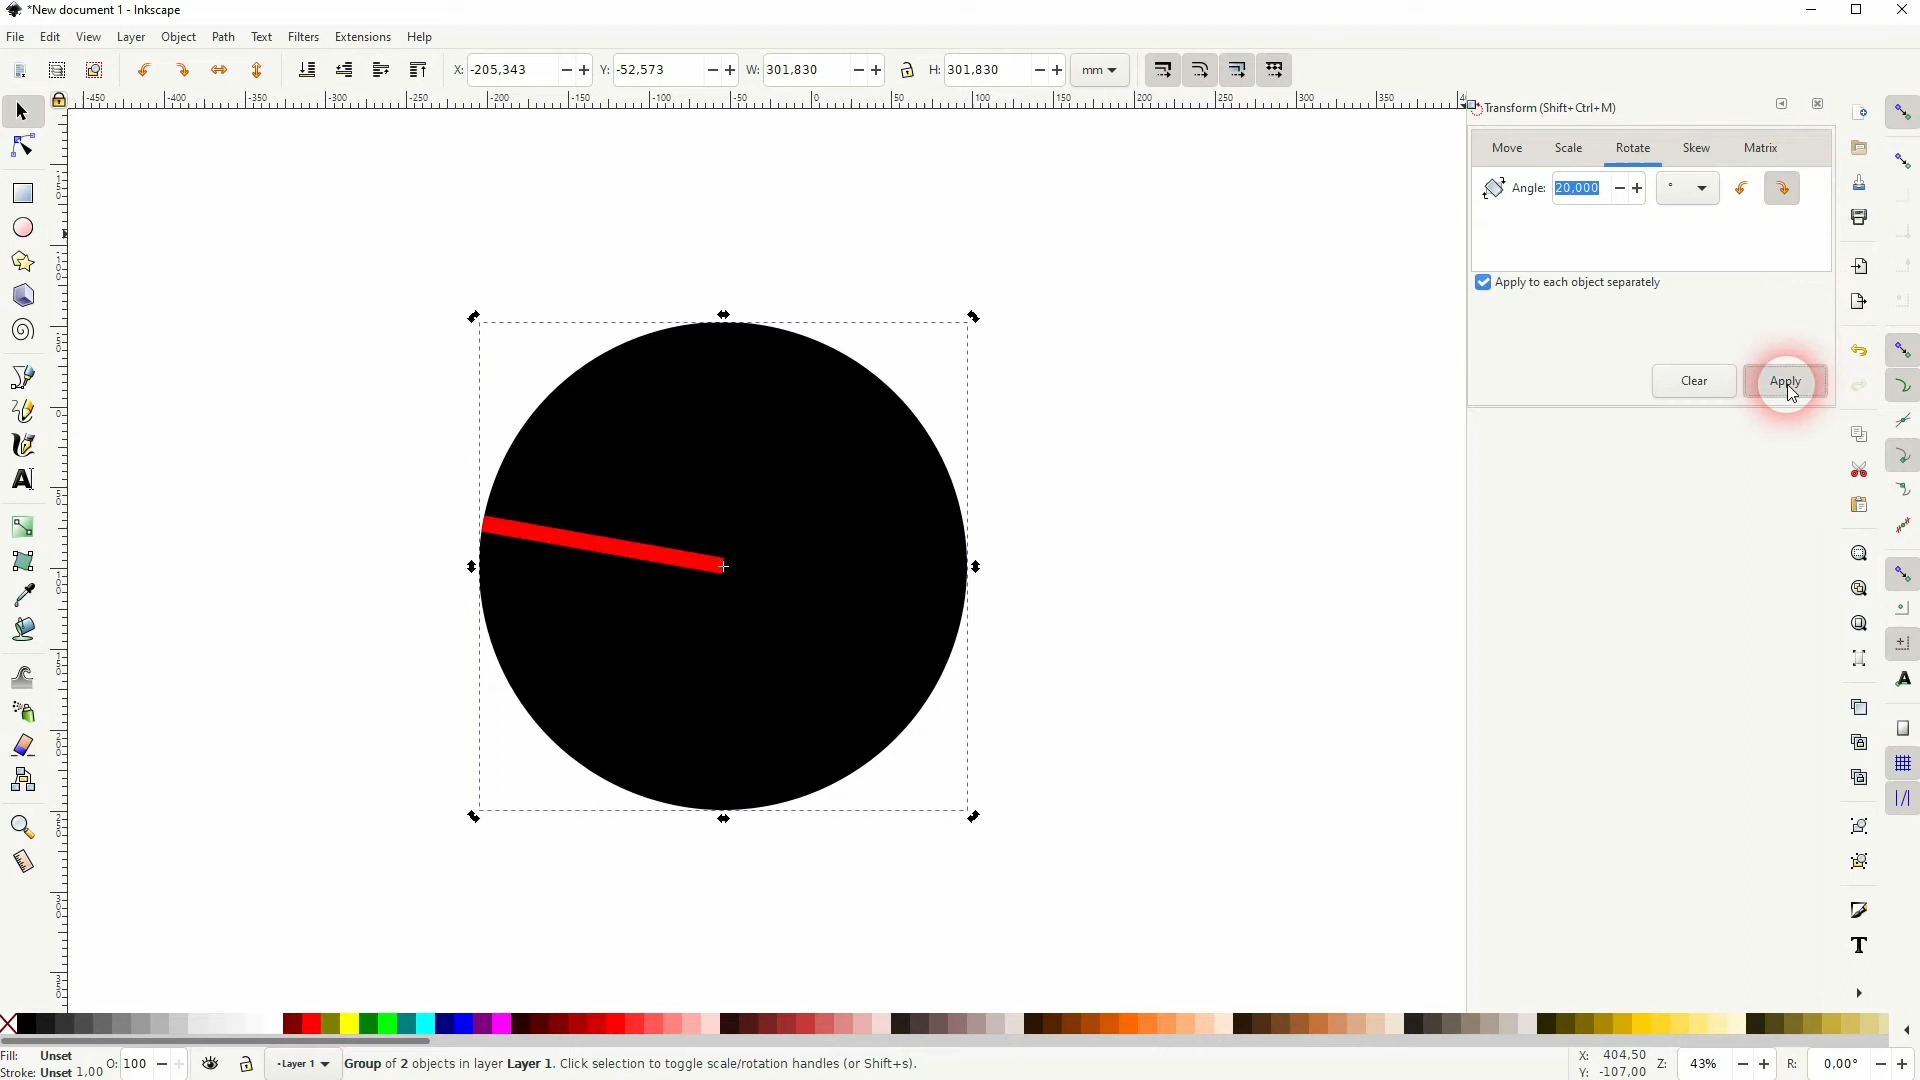 *New document 1 - Inkscape
File Edit View Layer Object Path Text Filters Extensions Help
X: -205,343 Y: -52,573 W: 301,830 H: 301,830 mm
-450 -400 -350 -300 -250 -200 -150 -100 -50 0 50 100 150 200 250 300 350
Transform (Shift+Ctrl+M)
Move Scale Rotate Skew Matrix
Angle: 20,000 °
Apply to each object separately
Clear Apply
Fill: Unset
Stroke: Unset 1,00
O: 100
-Layer 1
Group of 2 objects in layer Layer 1. Click selection to toggle scale/rotation handles (or Shift+s).
X: 404,50
Y: -107,00
Z: 43% R: 0,00°